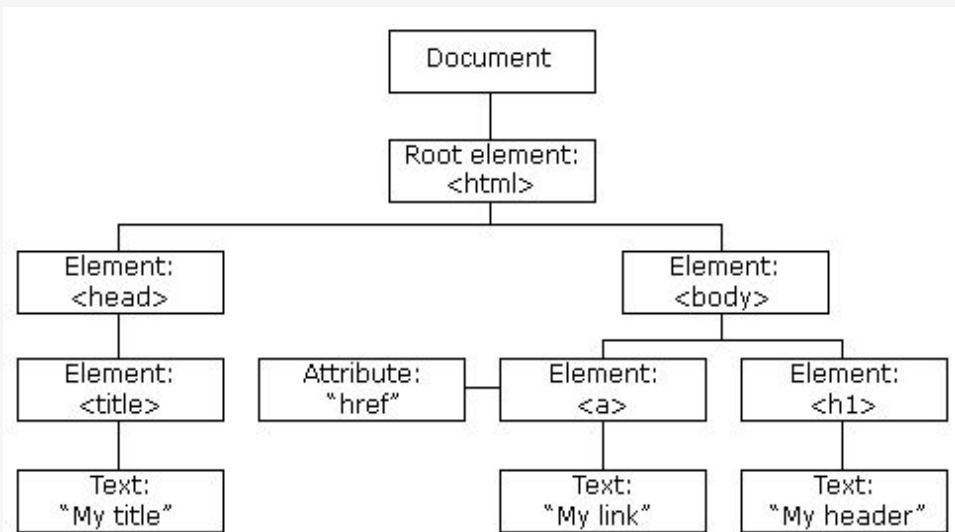 Document
Root element:
<html>
Element:
<head>
Element:
<body>
Element:
<title>
Attribute:
“href”
Element:
<a>
Element:
<h1>
Text:
“My title”
Text:
“My link”
Text:
“My header”